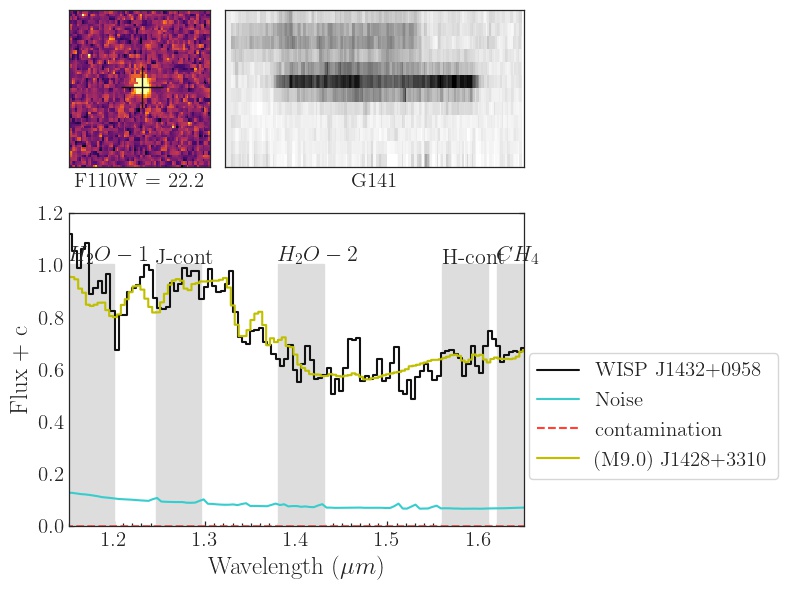 F110W = 22.2
G141
H₂O − 1
J-cont
H₂O − 2
H-cont
CH₄
1.2
1.0
0.8
0.6
0.4
0.2
0.0
Flux + c
1.2
1.3
1.4
1.5
1.6
Wavelength (μm)
WISP J1432+0958
Noise
contamination
(M9.0) J1428+3310